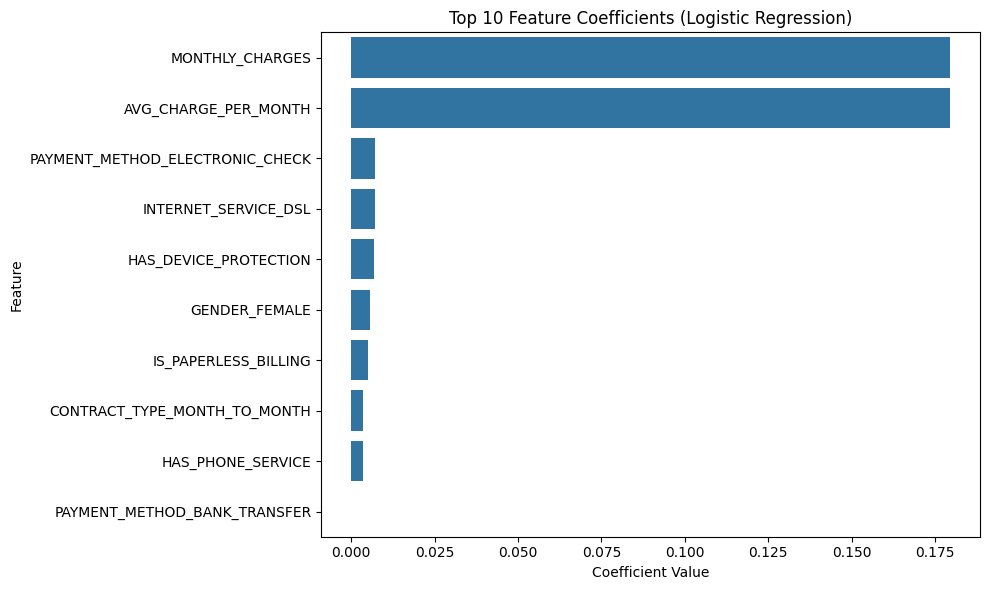 Top 10 Feature Coefficients (Logistic Regression)
MONTHLY_CHARGES
AVG_CHARGE_PER_MONTH
PAYMENT_METHOD_ELECTRONIC_CHECK
INTERNET_SERVICE_DSL
HAS_DEVICE_PROTECTION
GENDER_FEMALE
IS_PAPERLESS_BILLING
CONTRACT_TYPE_MONTH_TO_MONTH
HAS_PHONE_SERVICE
PAYMENT_METHOD_BANK_TRANSFER
Feature
0.000 0.025 0.050 0.075 0.100 0.125 0.150 0.175
Coefficient Value